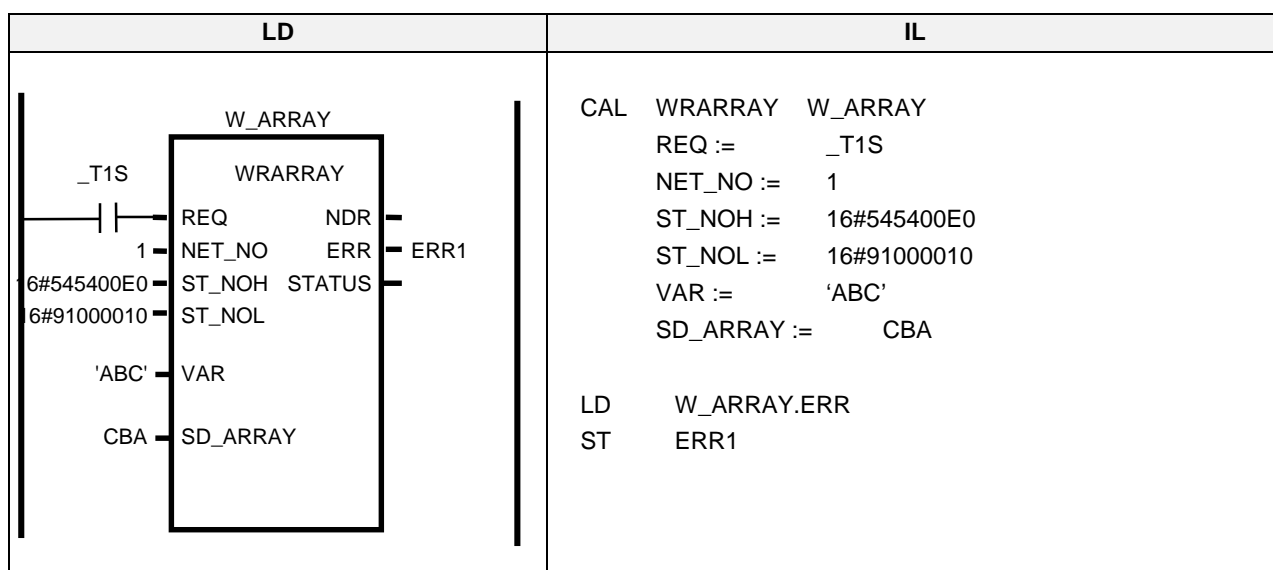 LD
IL
W_ARRAY
_T1S
WRARRAY
REQ NDR
1 NET_NO ERR ERR1
16#545400E0 ST_NOH STATUS
16#91000010 ST_NOL
'ABC' VAR
CBA SD_ARRAY
CAL WRARRAY W_ARRAY
REQ := _T1S
NET_NO := 1
ST_NOH := 16#545400E0
ST_NOL := 16#91000010
VAR := ‘ABC’
SD_ARRAY := CBA
LD W_ARRAY.ERR
ST ERR1